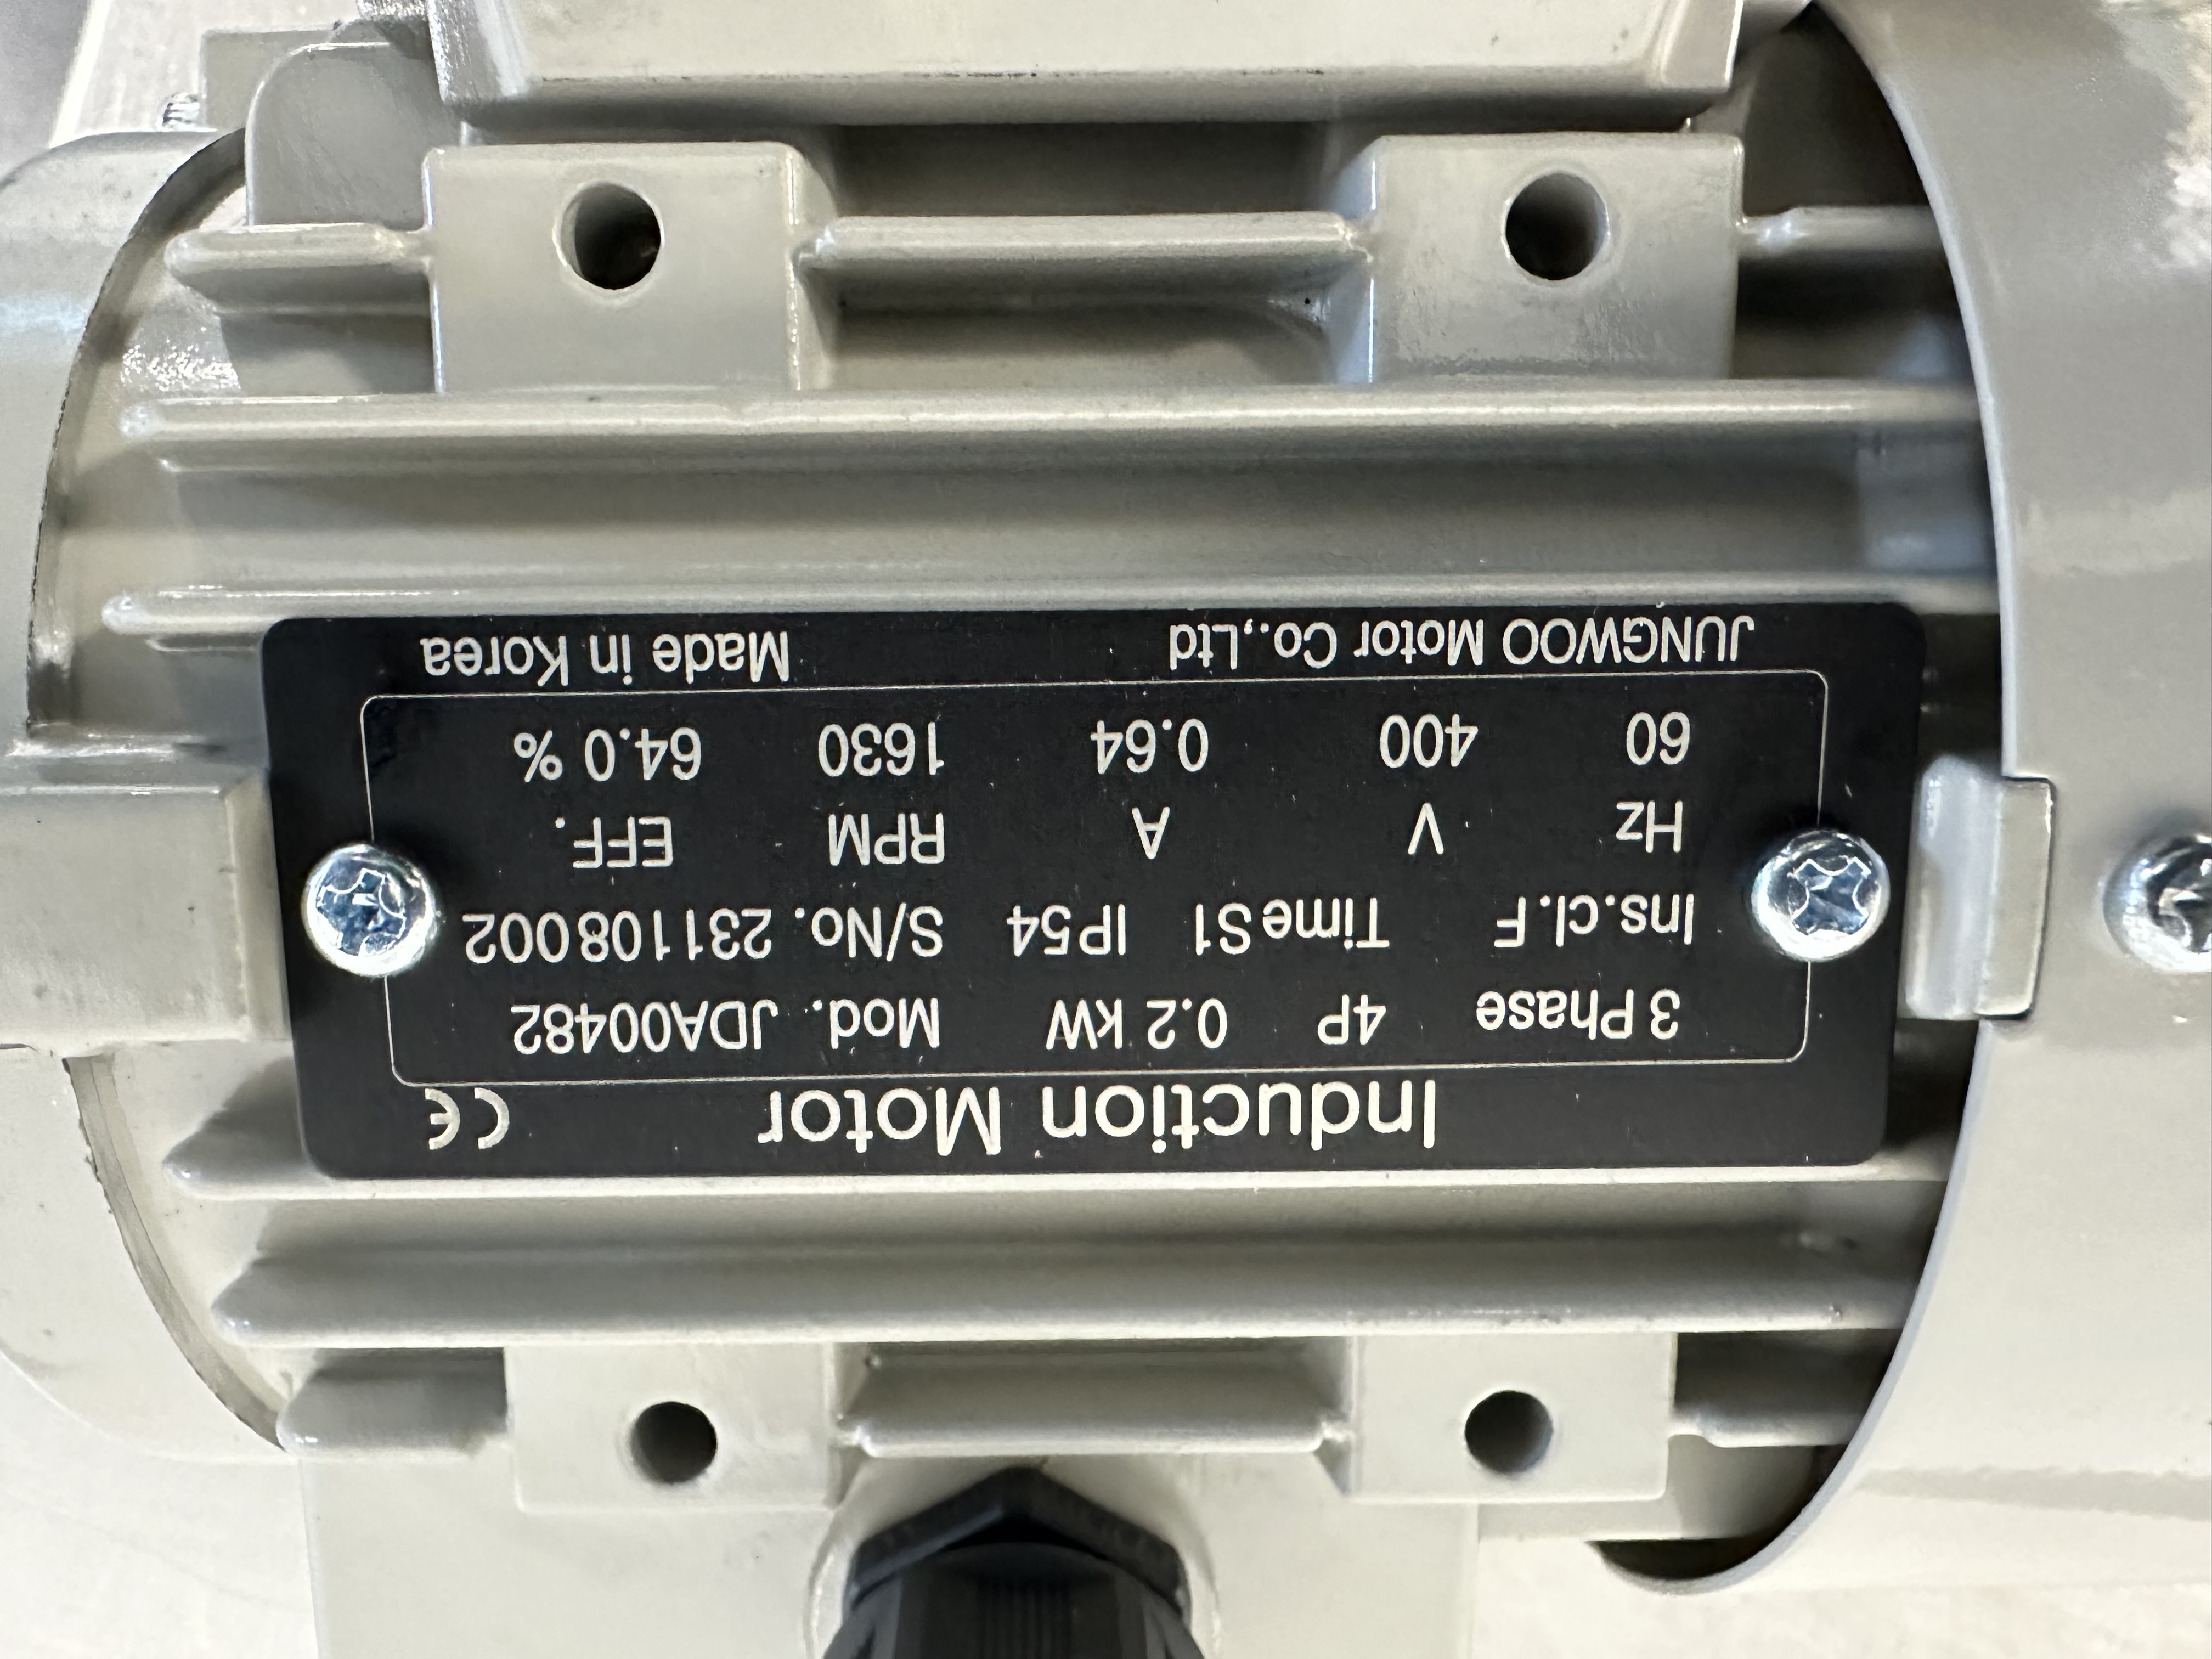 Induction Motor CE
3 Phase 4P 0.2 kW Mod. JDA00482
Ins.cl.F Time S1 IP54 S/No. 231108002
Hz V A RPM EFF.
60 400 0.64 1630 64.0 %
JUNGWOO Motor Co.,Ltd Made in Korea